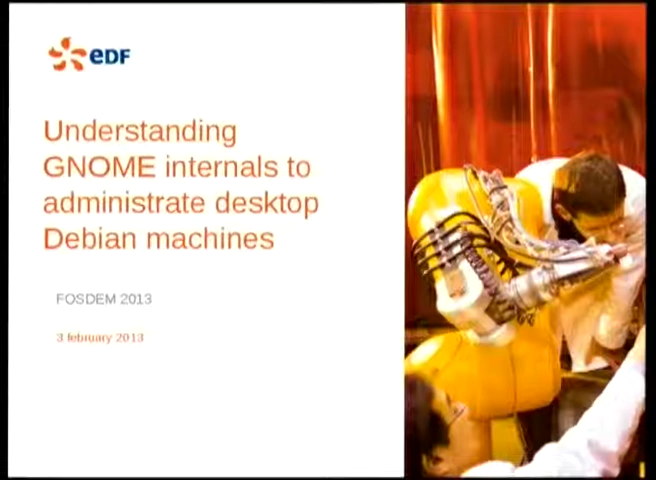 eDF
Understanding
GNOME internals to
administrate desktop
Debian machines
FOSDEM 2013
3 february 2013